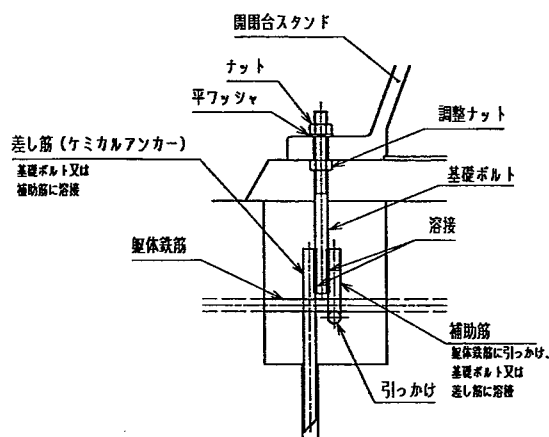 開閉台スタンド
ナット
平ワッシャ
調整ナット
差し筋（ケミカルアンカー）
基礎ボルト又は
補助筋に溶接
基礎ボルト
溶接
躯体鉄筋
補助筋
躯体鉄筋に引っかけ、
基礎ボルト又は
差し筋に溶接
引っかけ